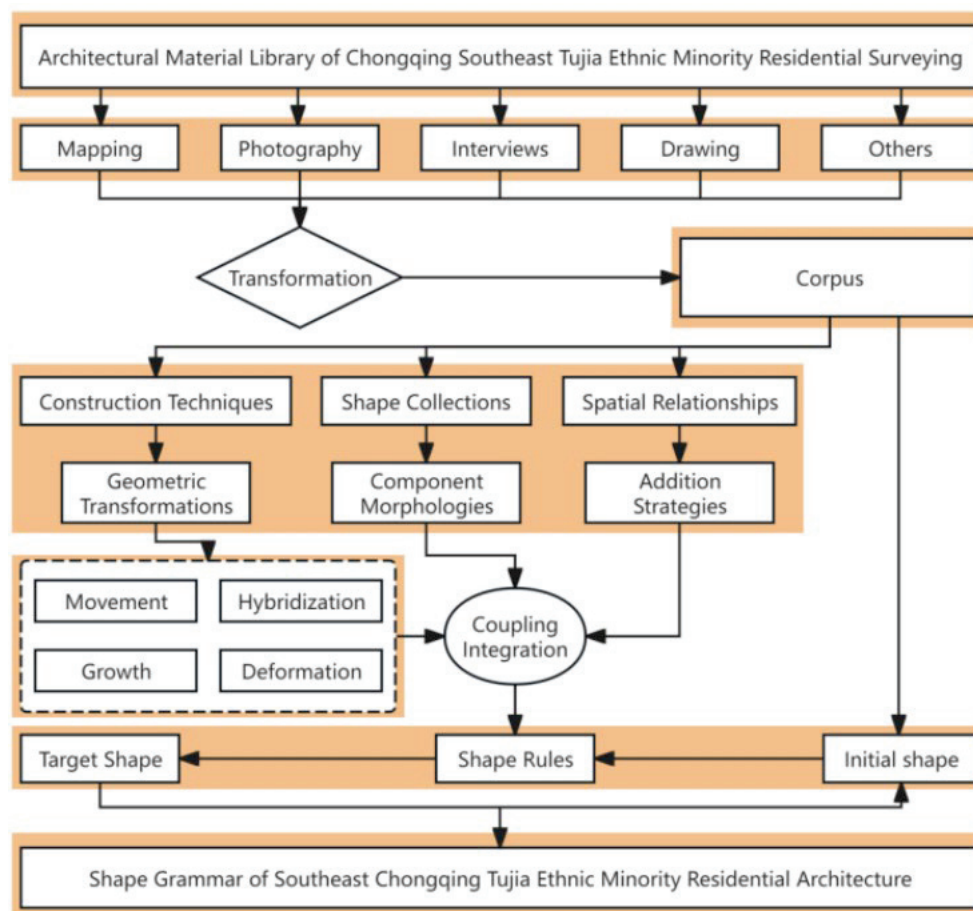 Architectural Material Library of Chongqing Southeast Tujia Ethnic Minority Residential Surveying
Mapping
Photography
Interviews
Drawing
Others
Transformation
Corpus
Construction Techniques
Shape Collections
Spatial Relationships
Geometric
Transformations
Component
Morphologies
Addition
Strategies
Movement
Hybridization
Growth
Deformation
Coupling
Integration
Target Shape
Shape Rules
Initial shape
Shape Grammar of Southeast Chongqing Tujia Ethnic Minority Residential Architecture